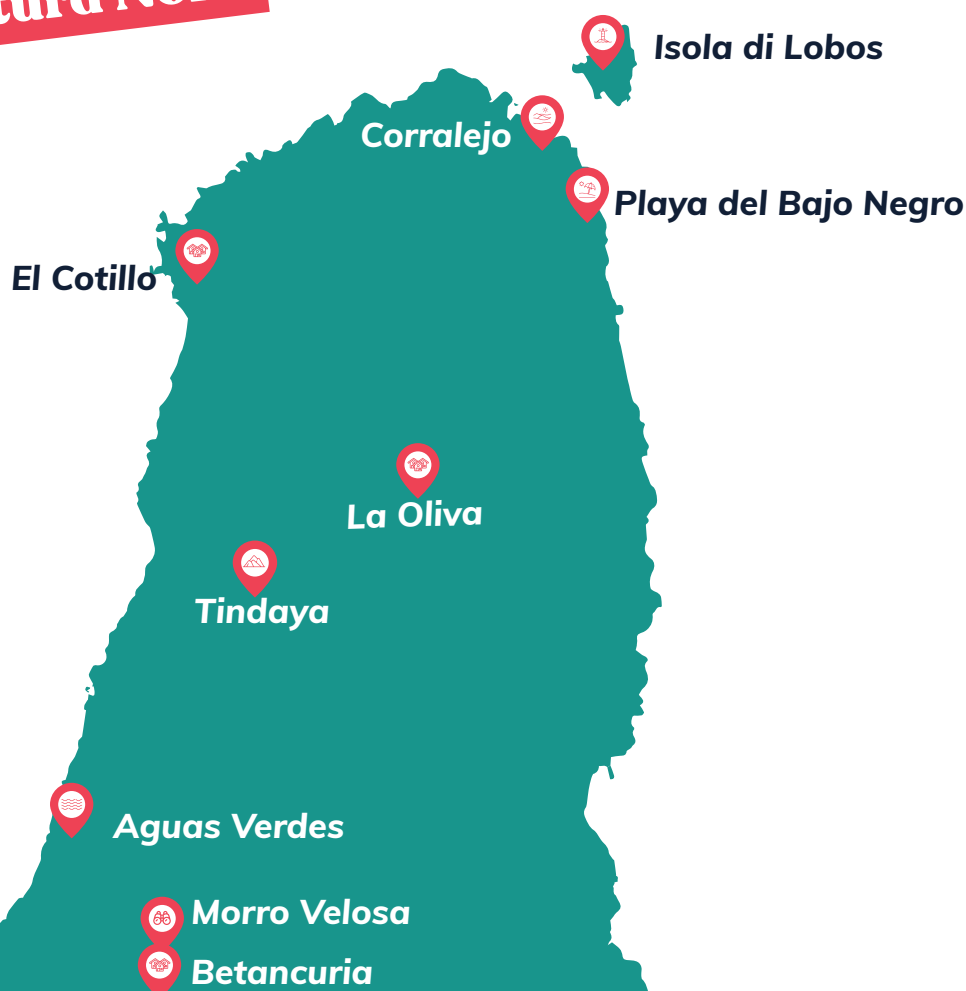 Isola di Lobos
Corralejo
Playa del Bajo Negro
El Cotillo
La Oliva
Tindaya
Aguas Verdes
Morro Velosa
Betancuria